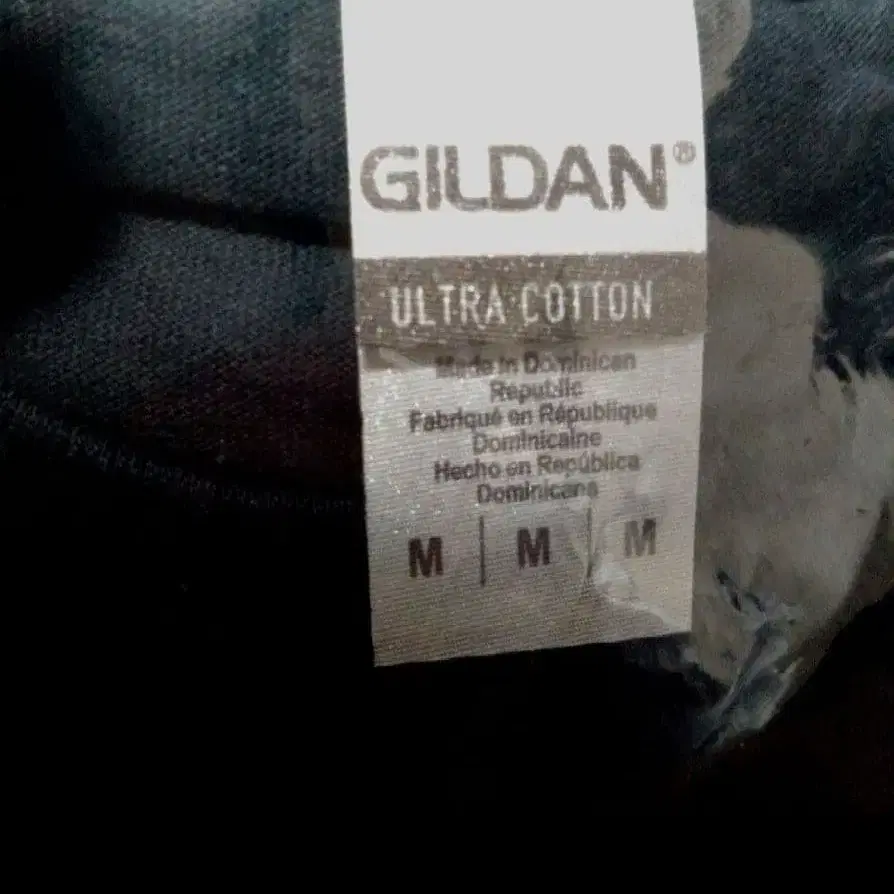 GILDAN®
ULTRA COTTON
Made in Dominican
Republic
Fabriqué en République
Dominicaine
Hecho en República
Dominicana
M | M | M